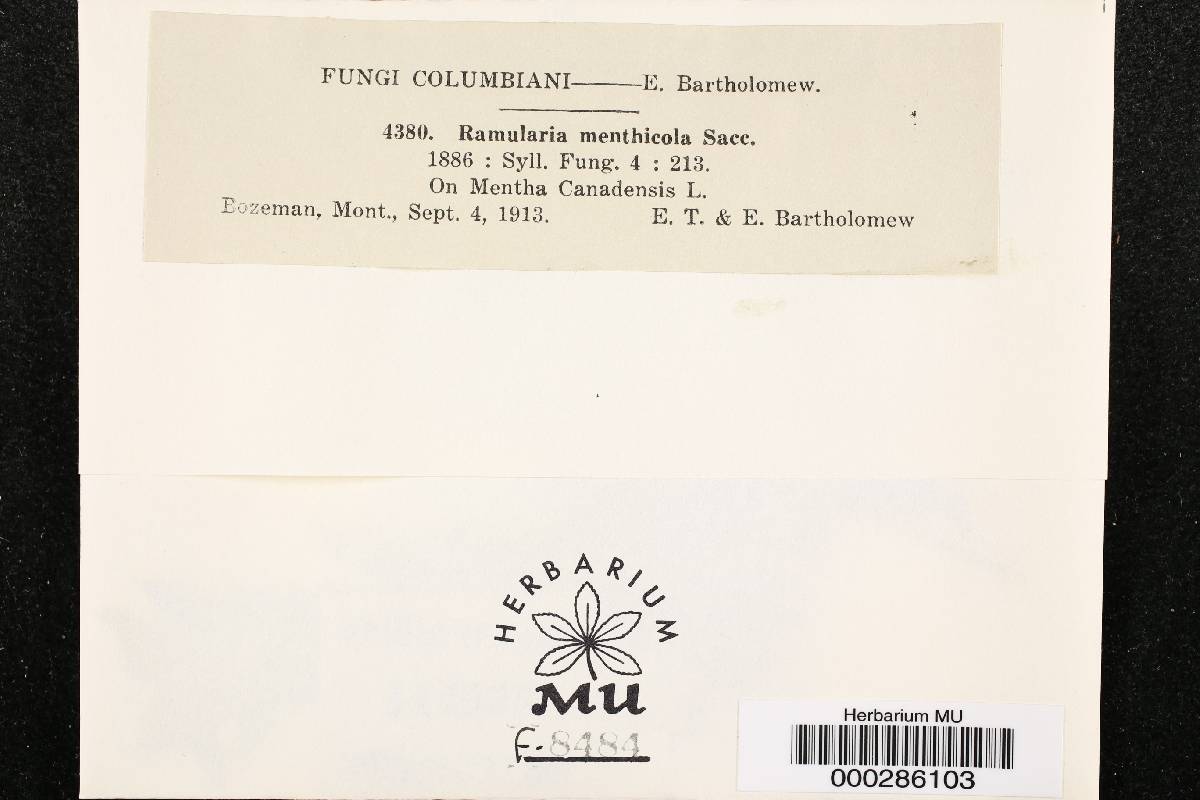 FUNGI COLUMBIANI——E. Bartholomew.
4380. Ramularia menthicola Sacc.
1886 : Syll. Fung. 4 : 213.
On Mentha Canadensis L.
Bozeman, Mont., Sept. 4, 1913. E. T. & E. Bartholomew
HERBARIUM
MU
F. 8484
Herbarium MU
000286103